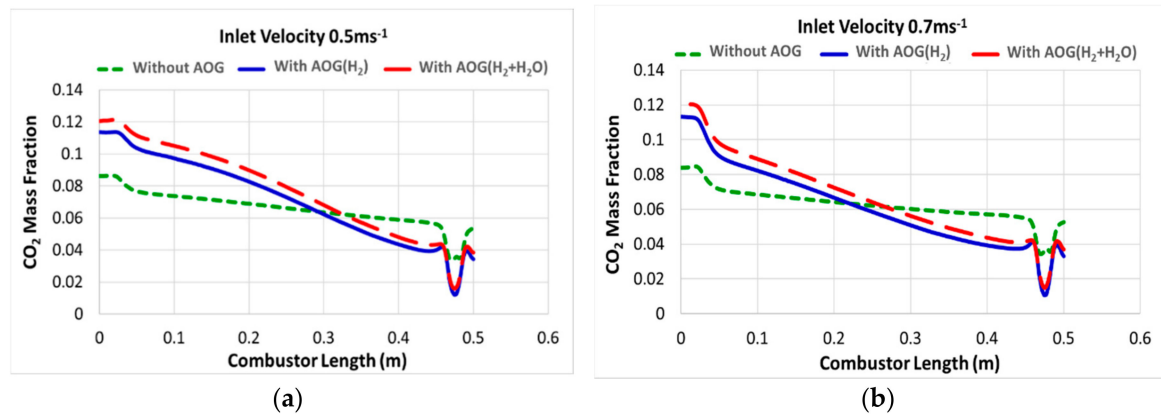 Inlet Velocity 0.5ms⁻¹
Without AOG With AOG(H₂) With AOG(H₂+H₂O)
0.14
0.12
0.1
0.08
0.06
0.04
0.02
0
CO₂ Mass Fraction
0 0.1 0.2 0.3 0.4 0.5 0.6
Combustor Length (m)
(a)
Inlet Velocity 0.7ms⁻¹
Without AOG With AOG(H₂) With AOG(H₂+H₂O)
0.14
0.12
0.1
0.08
0.06
0.04
0.02
0
CO₂ Mass Fraction
0 0.1 0.2 0.3 0.4 0.5 0.6
Combustor Length (m)
(b)